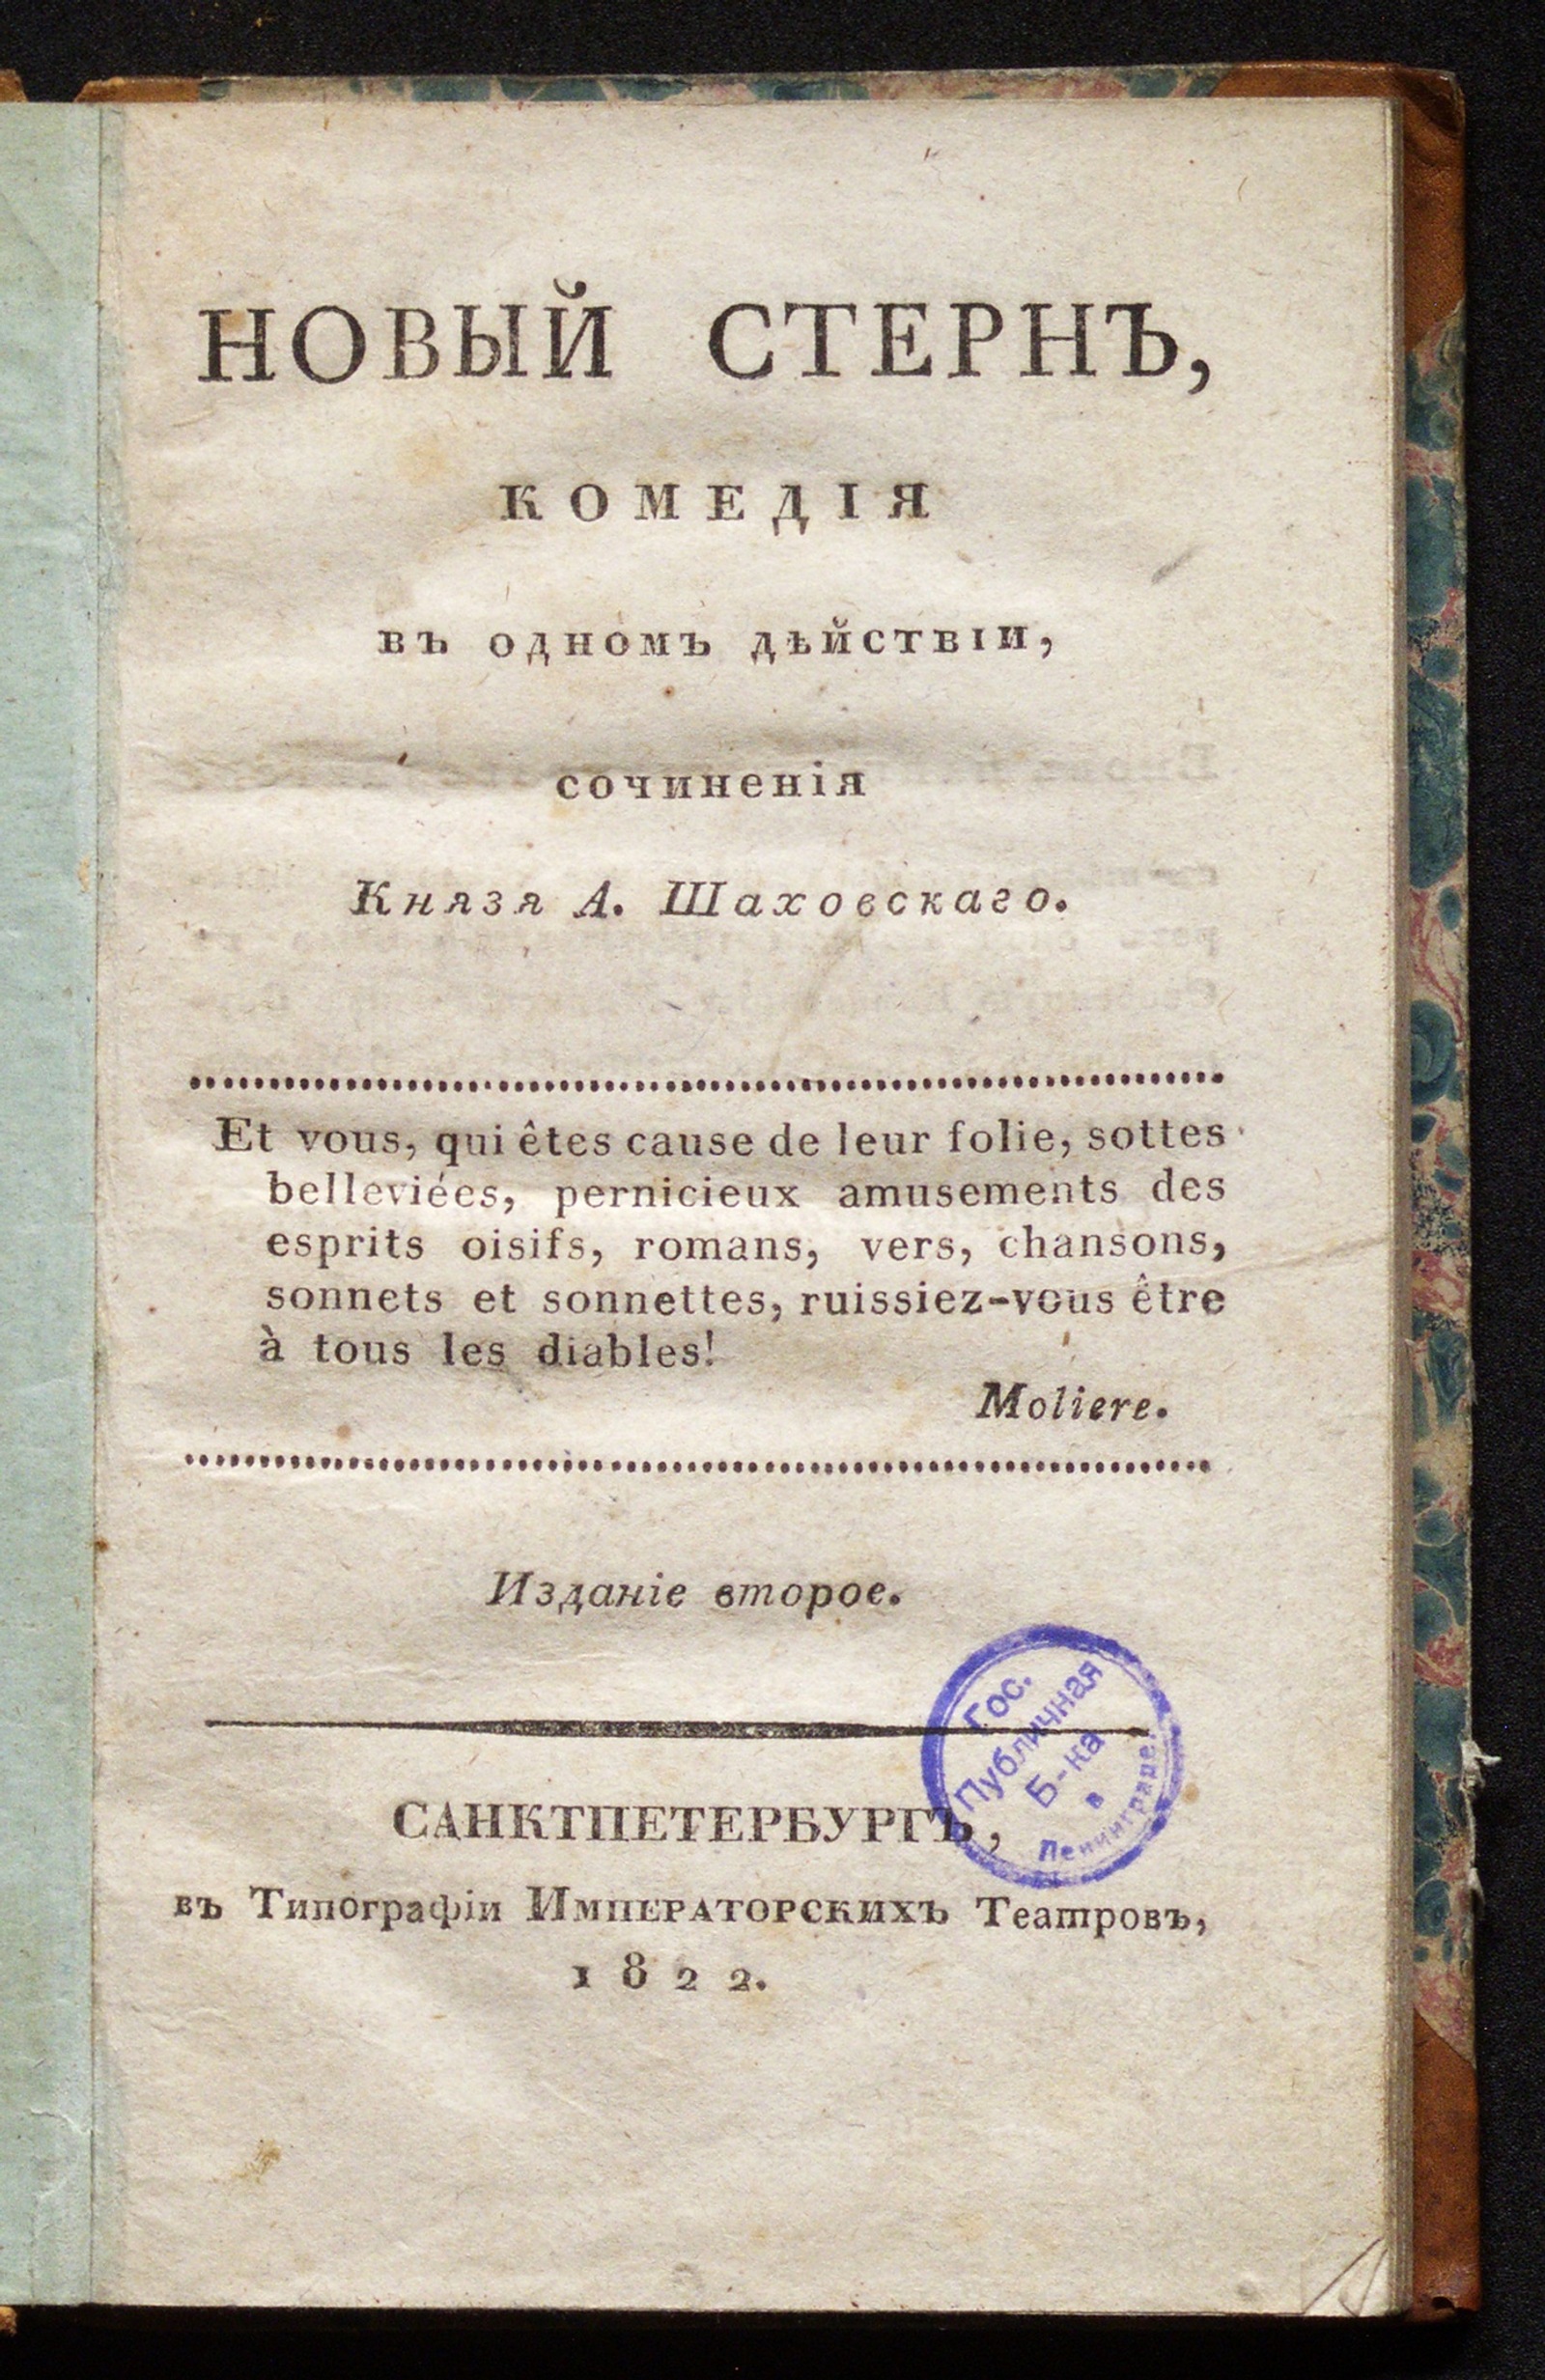 НОВЫЙ СТЕРНЪ,
КОМЕДІЯ
въ одномъ дѣйствіи,
сочиненія
Князя А. Шаховскаго.
Et vous, qui êtes cause de leur folie, sottes
belleviées, pernicieux amusements des
esprits oisifs, romans, vers, chansons,
sonnets et sonnettes, ruissiez-vous être
à tous les diables!
Moliere.
Изданіе второе.
Гос.
Публичная
Б-ка
в
Ленинграде.
САНКТПЕТЕРБУРГЪ,
въ Типографіи Императорскихъ Театровъ,
1822.